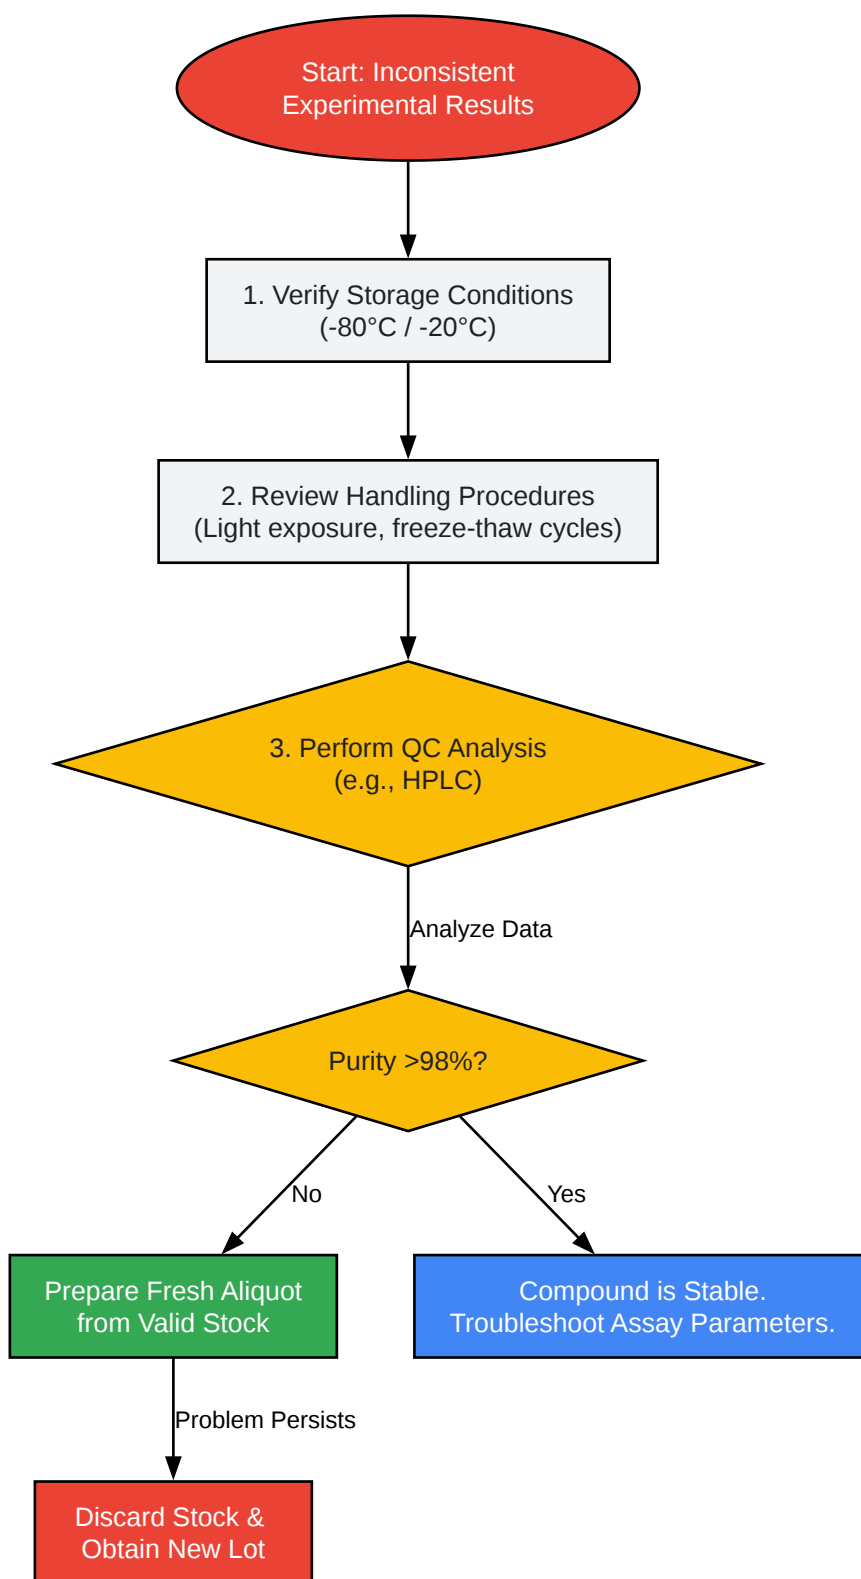 Start: Inconsistent
Experimental Results
1. Verify Storage Conditions
(-80°C / -20°C)
2. Review Handling Procedures
(Light exposure, freeze-thaw cycles)
3. Perform QC Analysis
(e.g., HPLC)
Analyze Data
Purity >98%?
No
Yes
Prepare Fresh Aliquot
from Valid Stock
Compound is Stable.
Troubleshoot Assay Parameters.
Problem Persists
Discard Stock &
Obtain New Lot